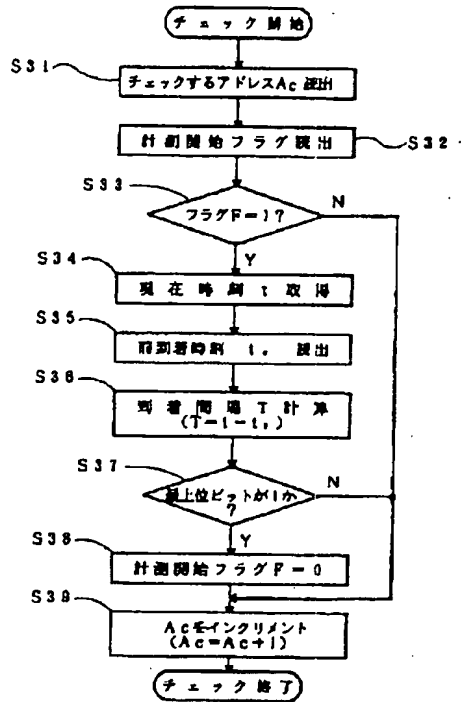 チェック開始
S31
チェックするアドレスAc 読出
計測開始フラグ読出
S32
S33
フラグF=1?
N
Y
S34
現在時刻 t 取得
S35
前到着時刻 t, 読出
S36
到着間隔T計算
(T=t-t,)
S37
最上位ビットが1か
?
N
Y
S38
計測開始フラグF=0
S39
Acをインクリメント
(Ac=Ac+1)
チェック終了